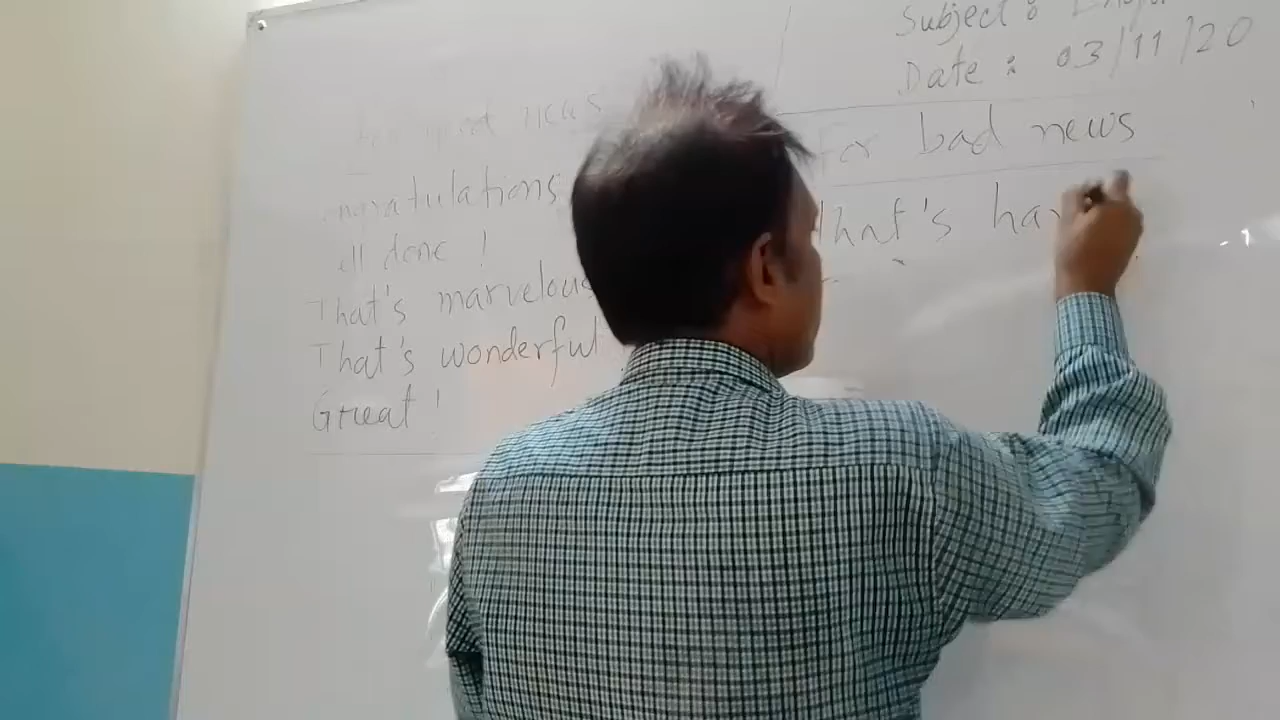 Subject :
Date : 03/11/20
news
For bad news
ongratulations
ell done !
That's marvelous
That's wonderful
Great !
That's ha